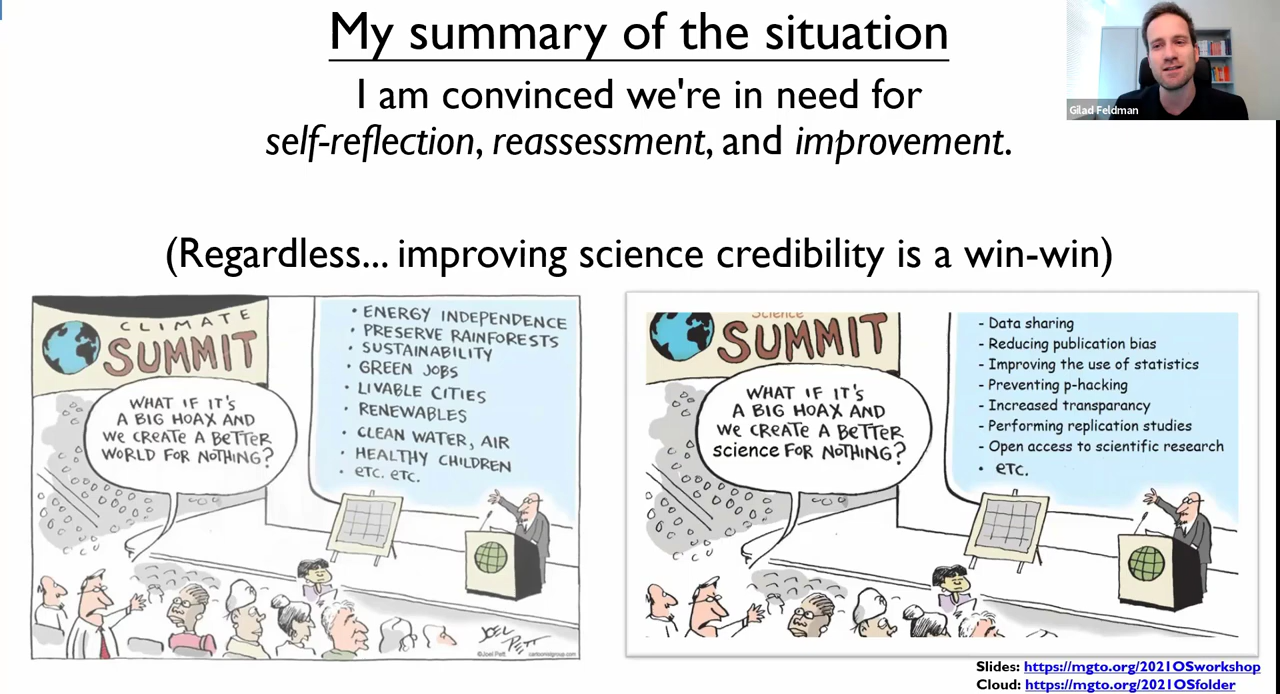 My summary of the situation
I am convinced we're in need for
self-reflection, reassessment, and improvement.
Gilad Feldman
(Regardless... improving science credibility is a win-win)
CLIMATE
SUMMIT
WHAT IF IT'S
A BIG HOAX AND
WE CREATE A BETTER
WORLD FOR NOTHING?
• ENERGY INDEPENDENCE
• PRESERVE RAINFORESTS
• SUSTAINABILITY
• GREEN JOBS
• LIVABLE CITIES
• RENEWABLES
• CLEAN WATER, AIR
• HEALTHY CHILDREN
• ETC. ETC.
JOEL
PETT
©Joel Pett cartoonistgroup.com
Science
SUMMIT
WHAT IF IT'S
A BIG HOAX AND
WE CREATE A BETTER
science FOR NOTHING?
- Data sharing
- Reducing publication bias
- Improving the use of statistics
- Preventing p-hacking
- Increased transparancy
- Performing replication studies
- Open access to scientific research
• ETC.
Slides: https://mgto.org/2021OSworkshop
Cloud: https://mgto.org/2021OSfolder